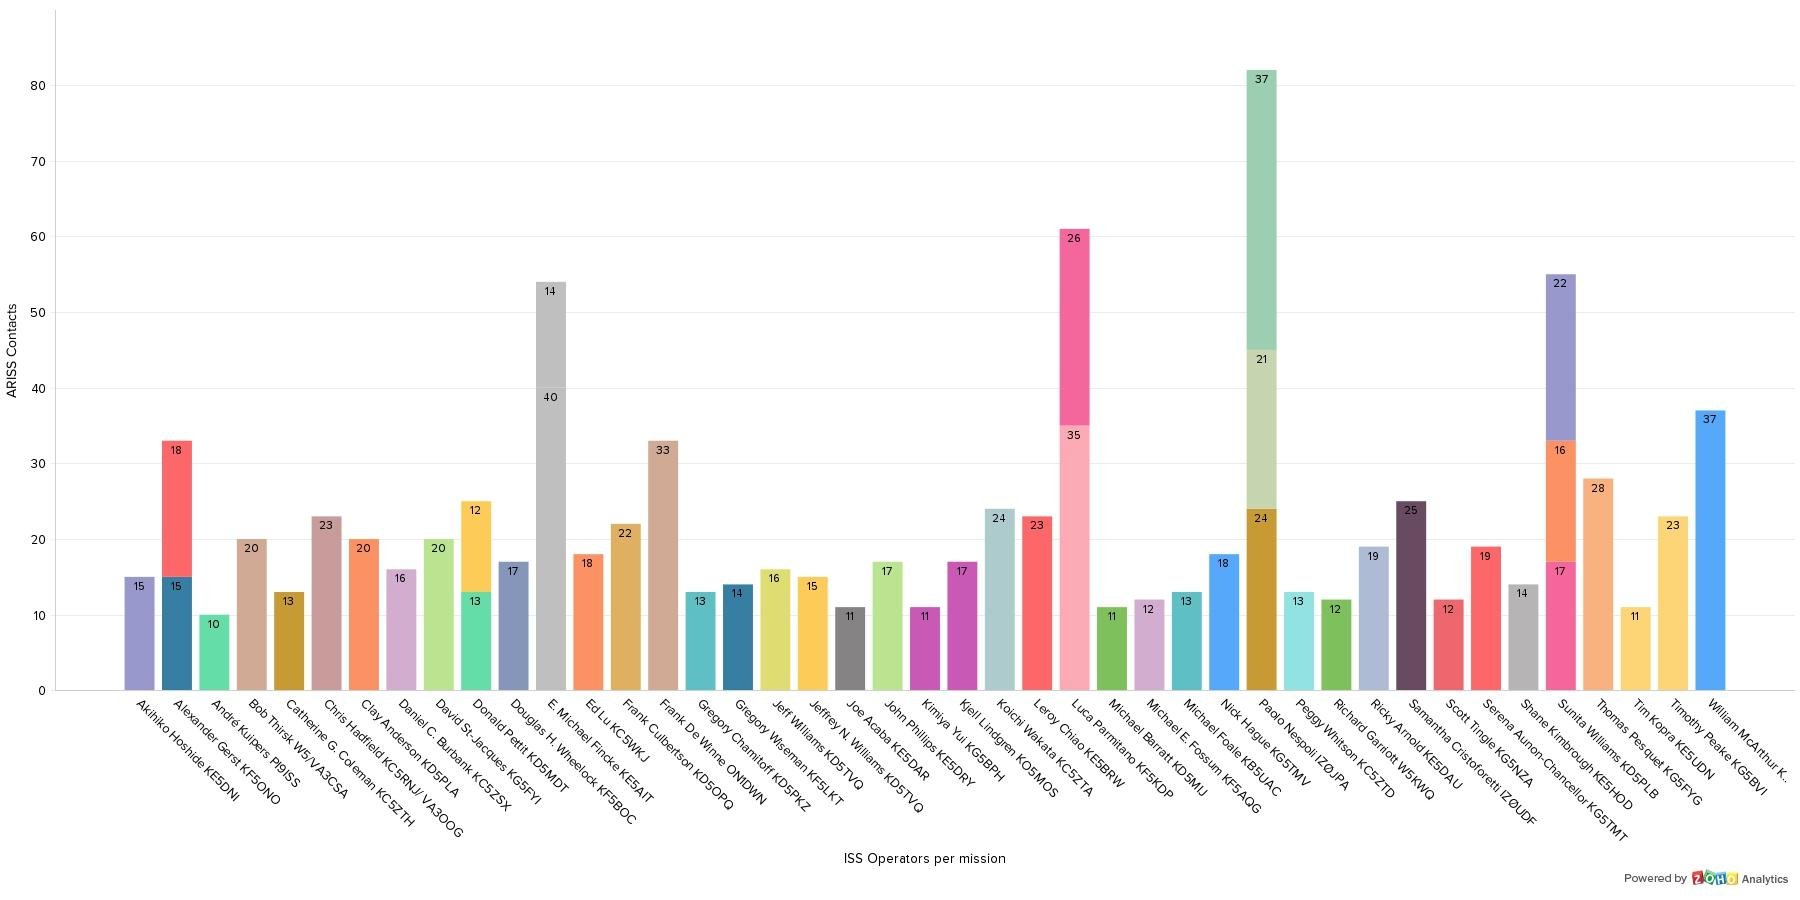 ARISS Contacts
80
70
60
50
40
30
20
10
0
15
18
15
10
20
13
23
20
16
20
12
13
17
14
40
18
22
33
13
14
16
15
11
17
11
17
24
23
26
35
11
12
13
18
37
21
24
13
12
19
25
12
19
14
22
16
17
28
11
23
37
Akihiko Hoshide KE5DNI
Alexander Gerst KF5ONO
André Kuipers PI9ISS
Bob Thirsk W5/VA3CSA
Catherine G. Coleman KC5ZTH
Chris Hadfield KC5RNJ/ VA3OOG
Clay Anderson KD5PLA
Daniel C. Burbank KC5ZSX
David St-Jacques KG5FYI
Donald Pettit KD5MDT
Douglas H. Wheelock KF5BOC
E. Michael Fincke KE5AIT
Ed Lu KC5WKJ
Frank Culbertson KD5OPQ
Frank De Winne ON1DWN
Gregory Chamitoff KD5PKZ
Gregory Wiseman KF5LKT
Jeff Williams KD5TVQ
Jeffrey N. Williams KD5TVQ
Joe Acaba KE5DAR
John Phillips KE5DRY
Kimiya Yui KG5BPH
Kjell Lindgren KO5MOS
Koichi Wakata KC5ZTA
Leroy Chiao KE5BRW
Luca Parmitano KF5KDP
Michael Barratt KD5MIJ
Michael E. Fossum KF5AQG
Michael Foale KB5UAC
Nick Hague KG5TMV
Paolo Nespoli IZØJPA
Peggy Whitson KC5ZTD
Richard Garriott W5KWQ
Ricky Arnold KE5DAU
Samantha Cristoforetti IZØUDF
Scott Tingle KG5NZA
Serena Aunon-Chancellor KG5TMT
Shane Kimbrough KE5HOD
Sunita Williams KD5PLB
Thomas Pesquet KG5FYG
Tim Kopra KE5UDN
Timothy Peake KG5BVI
William McArthur K...
ISS Operators per mission
Powered by ZOHO Analytics